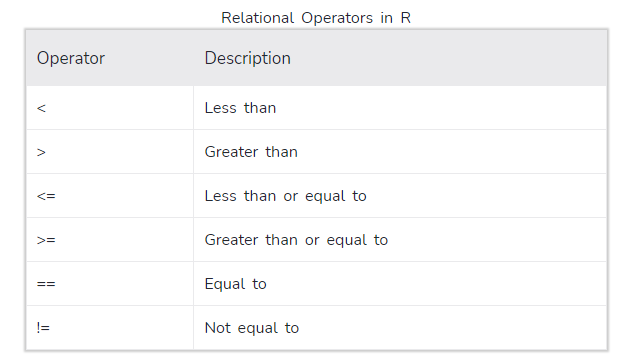 Relational Operators in R
Operator Description
< Less than
> Greater than
<= Less than or equal to
>= Greater than or equal to
== Equal to
!= Not equal to